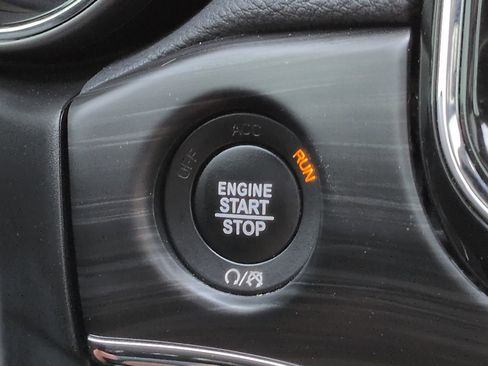 OFF ACC RUN
ENGINE
START
STOP